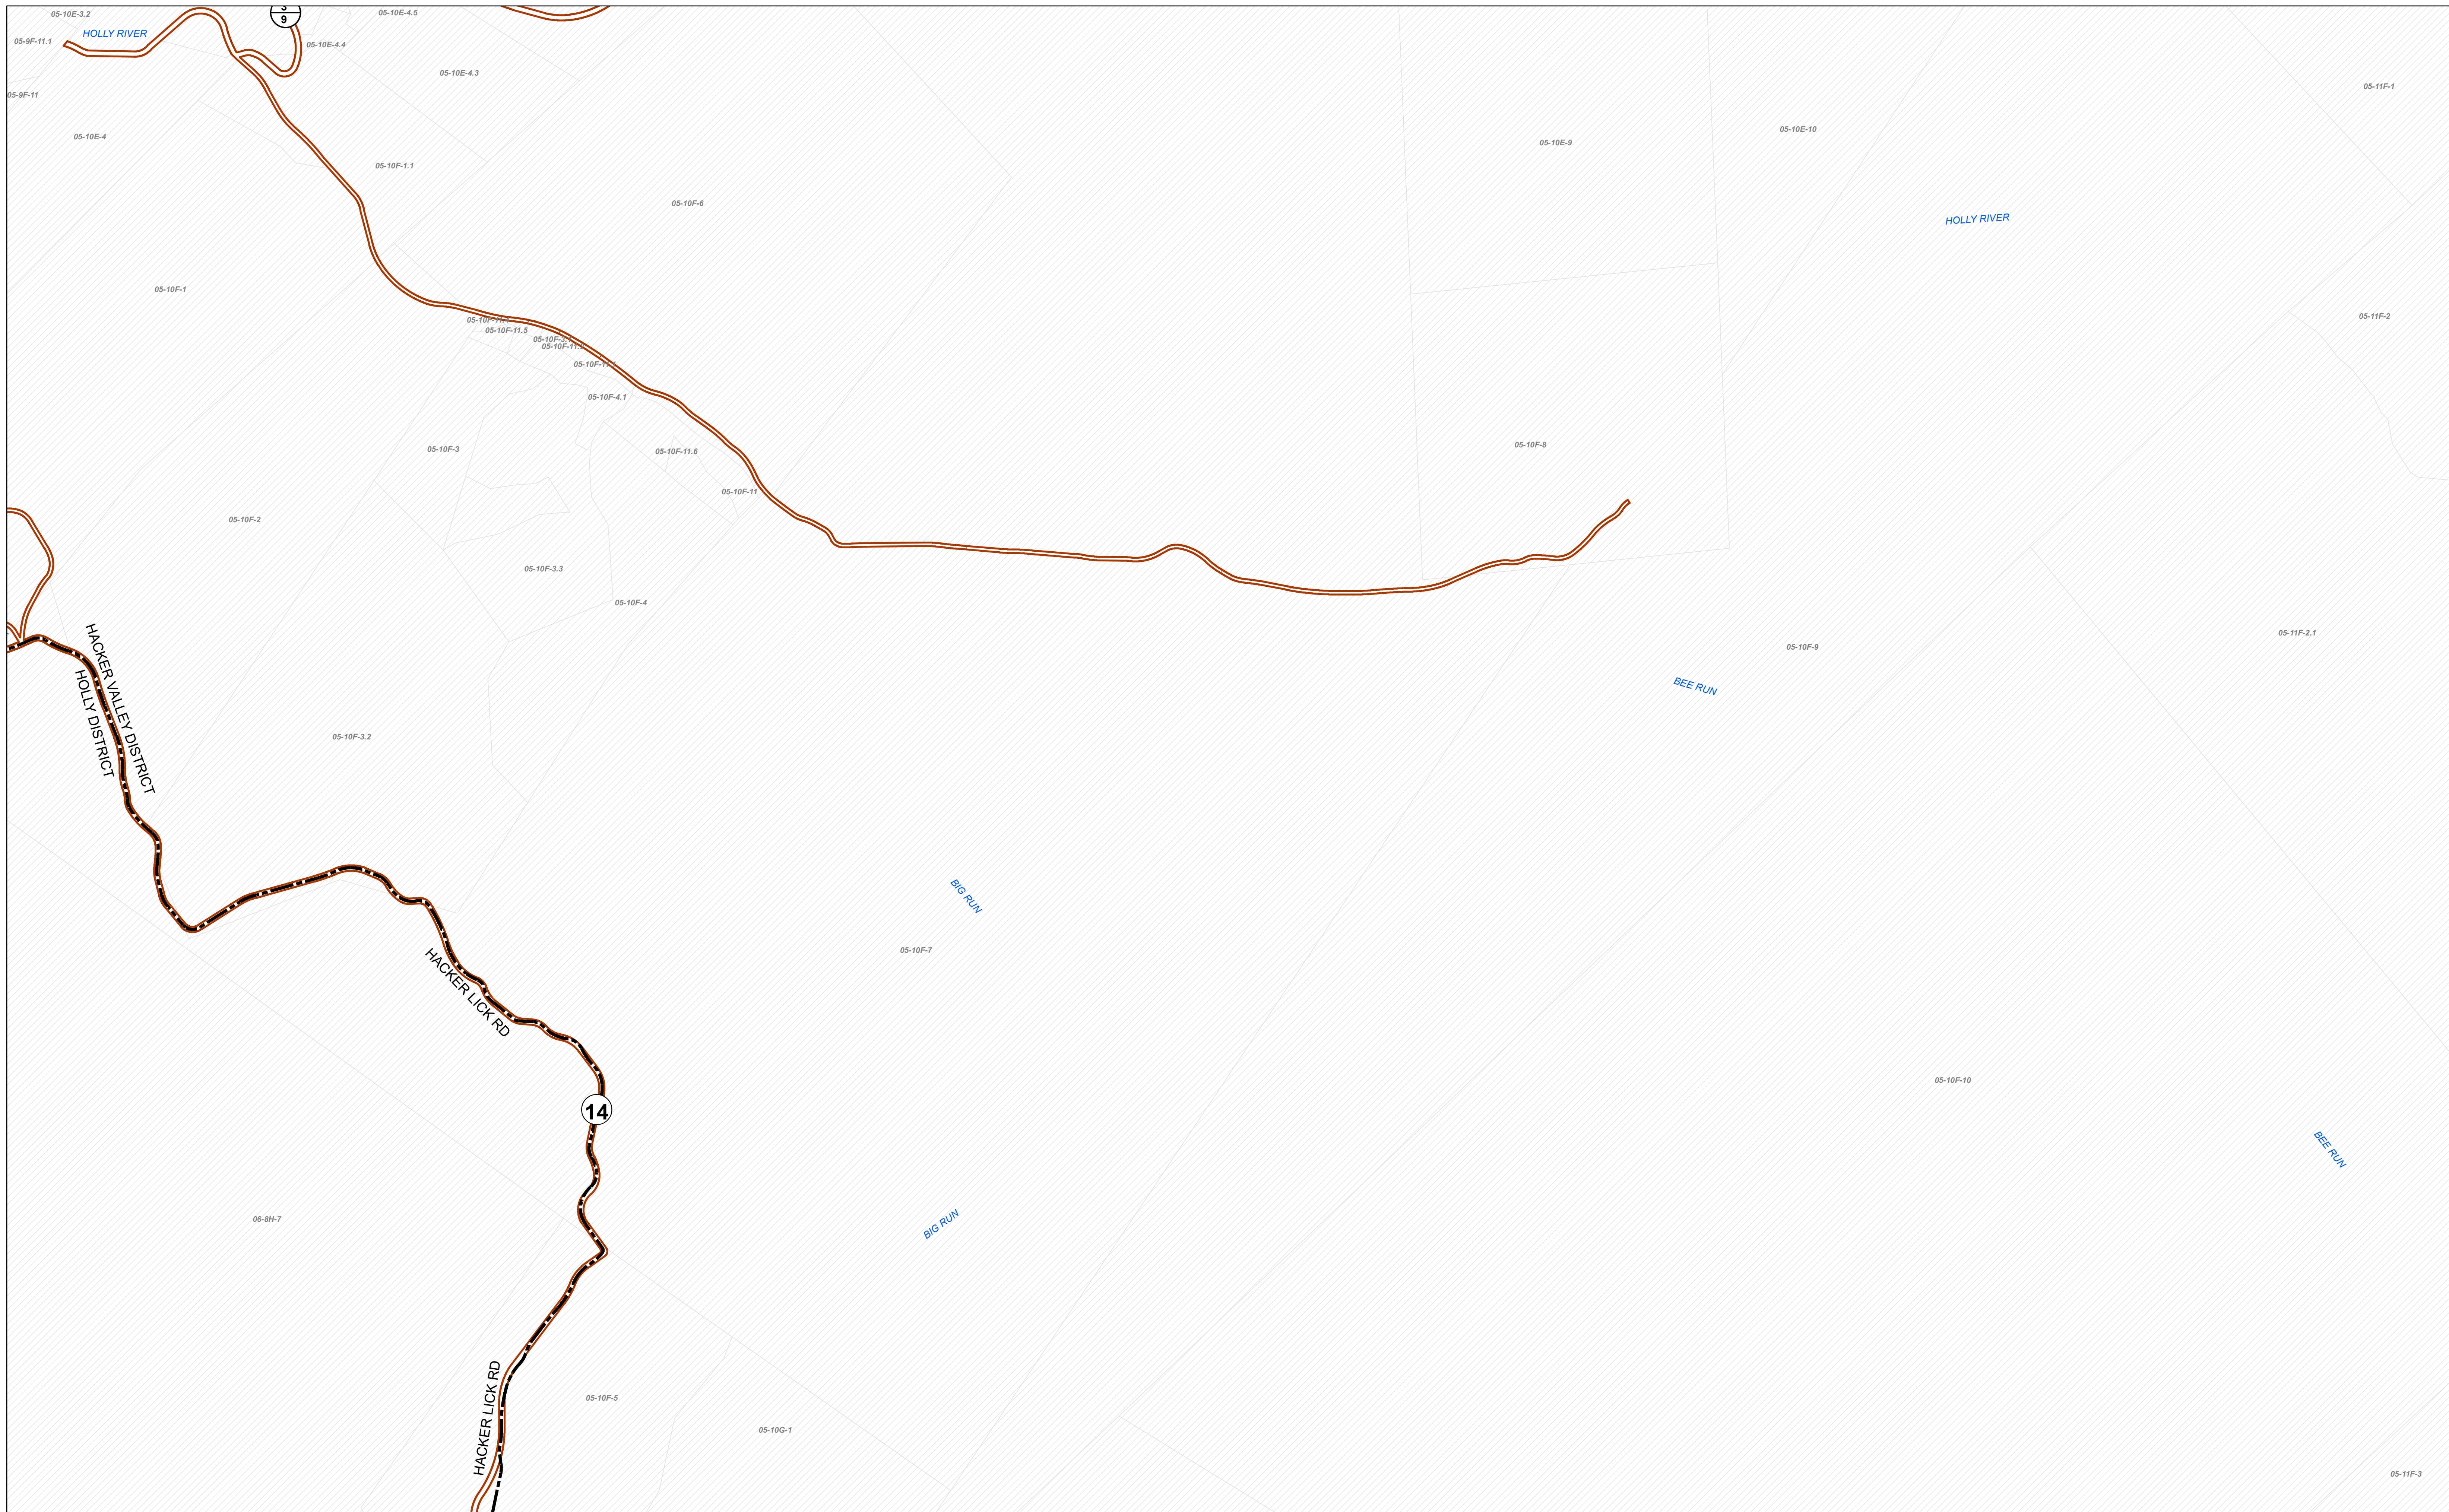 05-10E-3.2
3
9
05-10E-4.5
HOLLY RIVER
05-9F-11.1
05-10E-4.4
05-10E-4.3
05-11F-1
05-9F-11
05-10E-10
05-10E-4
05-10E-9
05-10F-1.1
05-10F-6
HOLLY RIVER
05-10F-1
05-11F-2
05-10F-11.5
05-10F-4.1
05-10F-8
05-10F-3
05-10F-11.6
05-10F-11
05-10F-2
05-10F-3.3
05-10F-4
05-11F-2.1
05-10F-9
HACKER VALLEY DISTRICT
HOLLY DISTRICT
BEE RUN
05-10F-3.2
BIG RUN
05-10F-7
HACKER LICK RD
05-10F-10
14
BEE RUN
06-8H-7
BIG RUN
05-10F-5
HACKER LICK RD
05-10G-1
05-11F-3